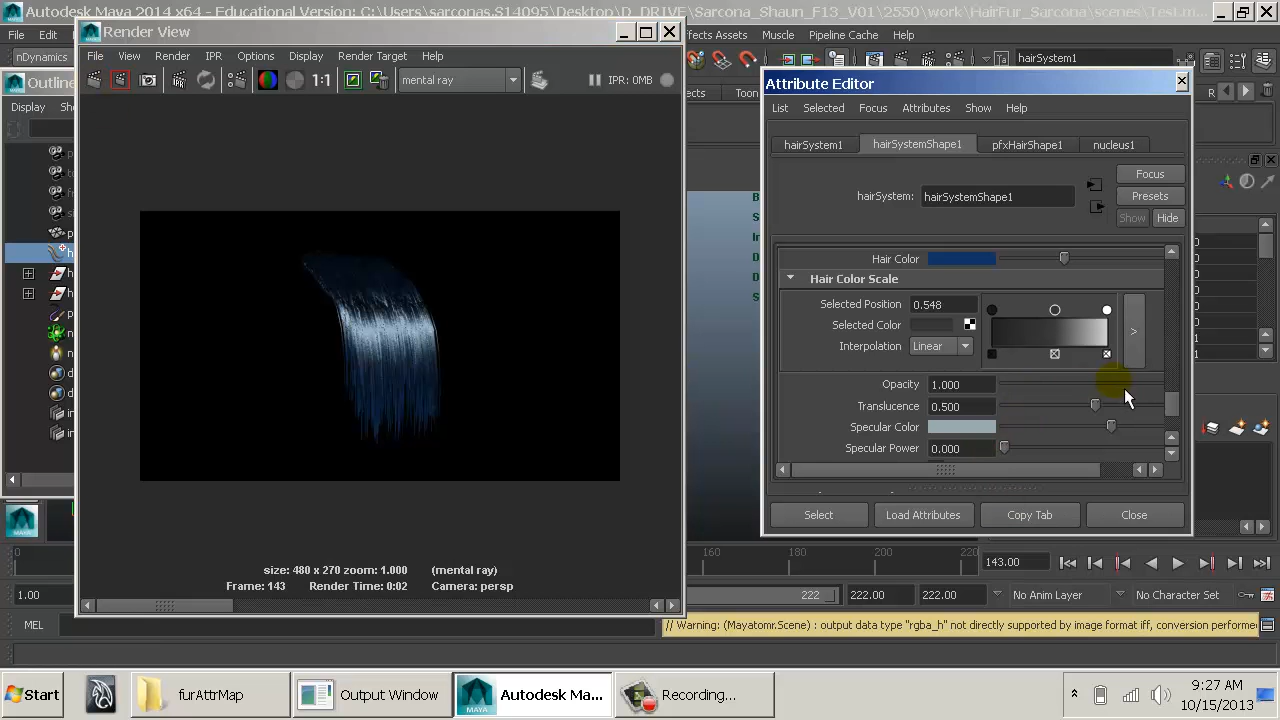 Autodesk Maya 2014 x64 - Educational Version: C:\Users\sarconas.S14095\Desktop\D_DRIVE\Sarcona_Shaun_F13_V01\2550\work\HairFur_Sarcona\scenes\Test.m
File Edit
ffects Assets Muscle Pipeline Cache Help
nDynamics
hairSystem1
Outline
Display
ects Toon
R
Render View
File View Render IPR Options Display Render Target Help
1:1
mental ray
IPR: 0MB
size: 480 x 270 zoom: 1.000 (mental ray)
Frame: 143 Render Time: 0:02 Camera: persp
Attribute Editor
List Selected Focus Attributes Show Help
hairSystem1 hairSystemShape1 pfxHairShape1 nucleus1
hairSystem: hairSystemShape1
Focus
Presets
Show Hide
Hair Color
Hair Color Scale
Selected Position 0.548
Selected Color
Interpolation Linear
>
Opacity 1.000
Translucence 0.500
Specular Color
Specular Power 0.000
Select Load Attributes Copy Tab Close
0 160 200 220 143.00
1.00 222 222.00 222.00 No Anim Layer No Character Set
MEL
// Warning: (Mayatomr.Scene) : output data type "rgba_h" not directly supported by image format iff, conversion performe
Start
furAttrMap
Output Window
Autodesk Ma...
Recording...
9:27 AM
10/15/2013
MAYA